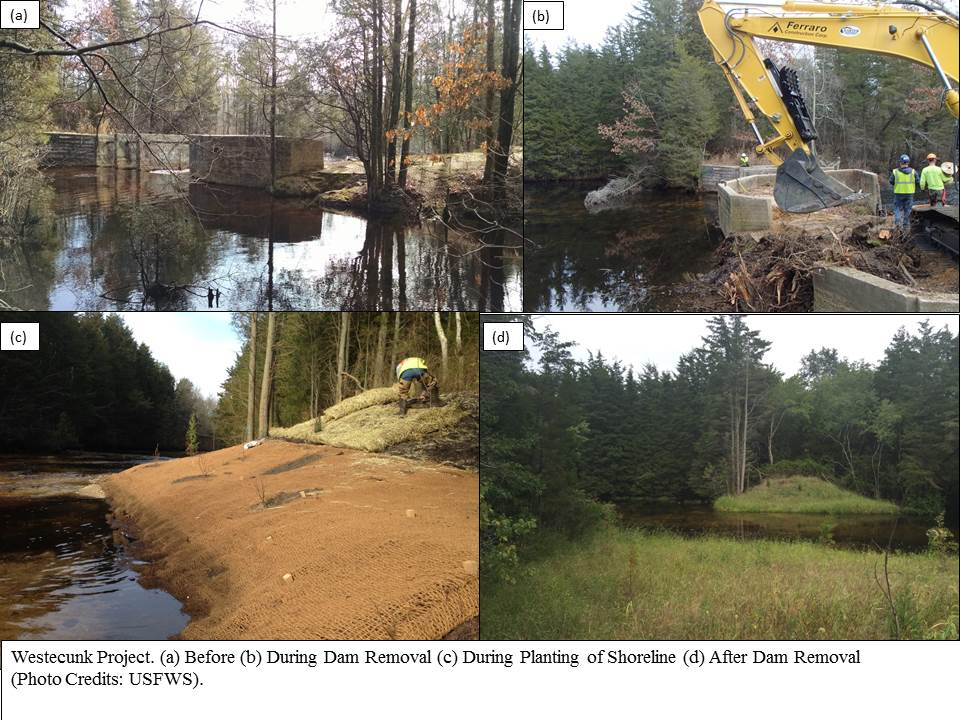 (a)
(b)
Ferraro
Construction Corp.
(c)
(d)
Westecunk Project. (a) Before (b) During Dam Removal (c) During Planting of Shoreline (d) After Dam Removal
(Photo Credits: USFWS).